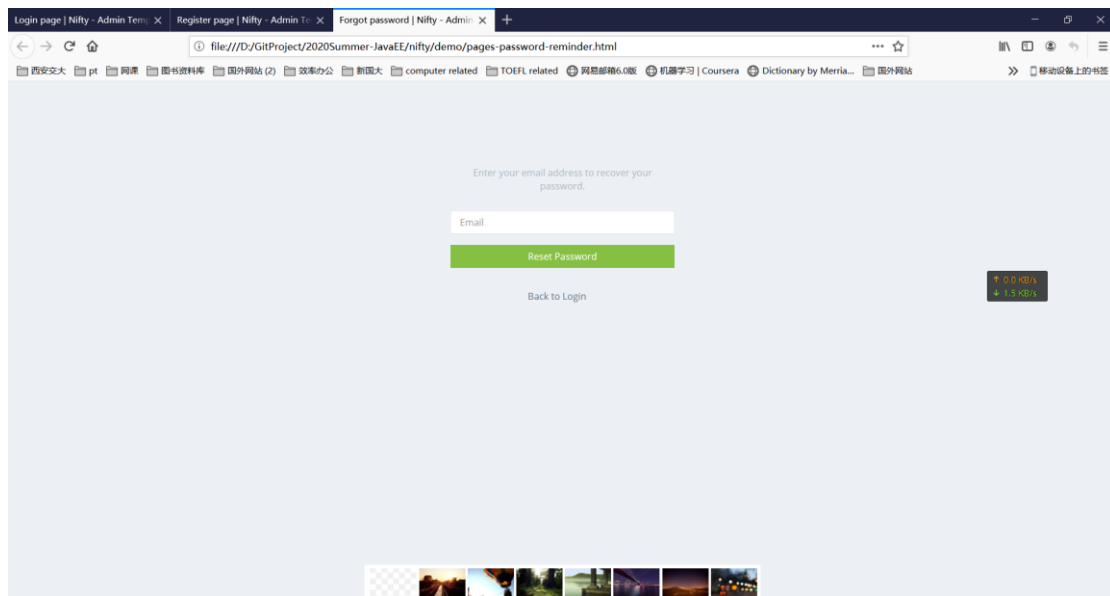 Login page | Nifty - Admin Temp
Register page | Nifty - Admin Te
Forgot password | Nifty - Admin
file:///D:/GitProject/2020Summer-JavaEE/nifty/demo/pages-password-reminder.html
西安交大 pt 网课 图书资料库 国外网站 (2) 效率办公 新国大 computer related TOEFL related 网易邮箱6.0版 机器学习 | Coursera Dictionary by Merria... 国外网站 移动设备上的书签
Enter your email address to recover your
password.
Email
Reset Password
Back to Login
↑ 0.0 KB/s
↓ 1.5 KB/s